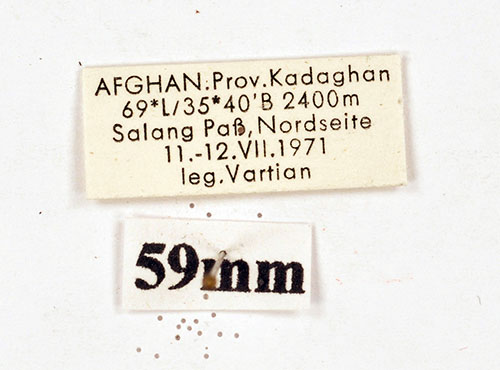 AFGHAN.Prov.Kadaghan
69*L/35*40'B 2400m
Salang Paß,Nordseite
11.-12.VII.1971
leg.Vartian
59mm